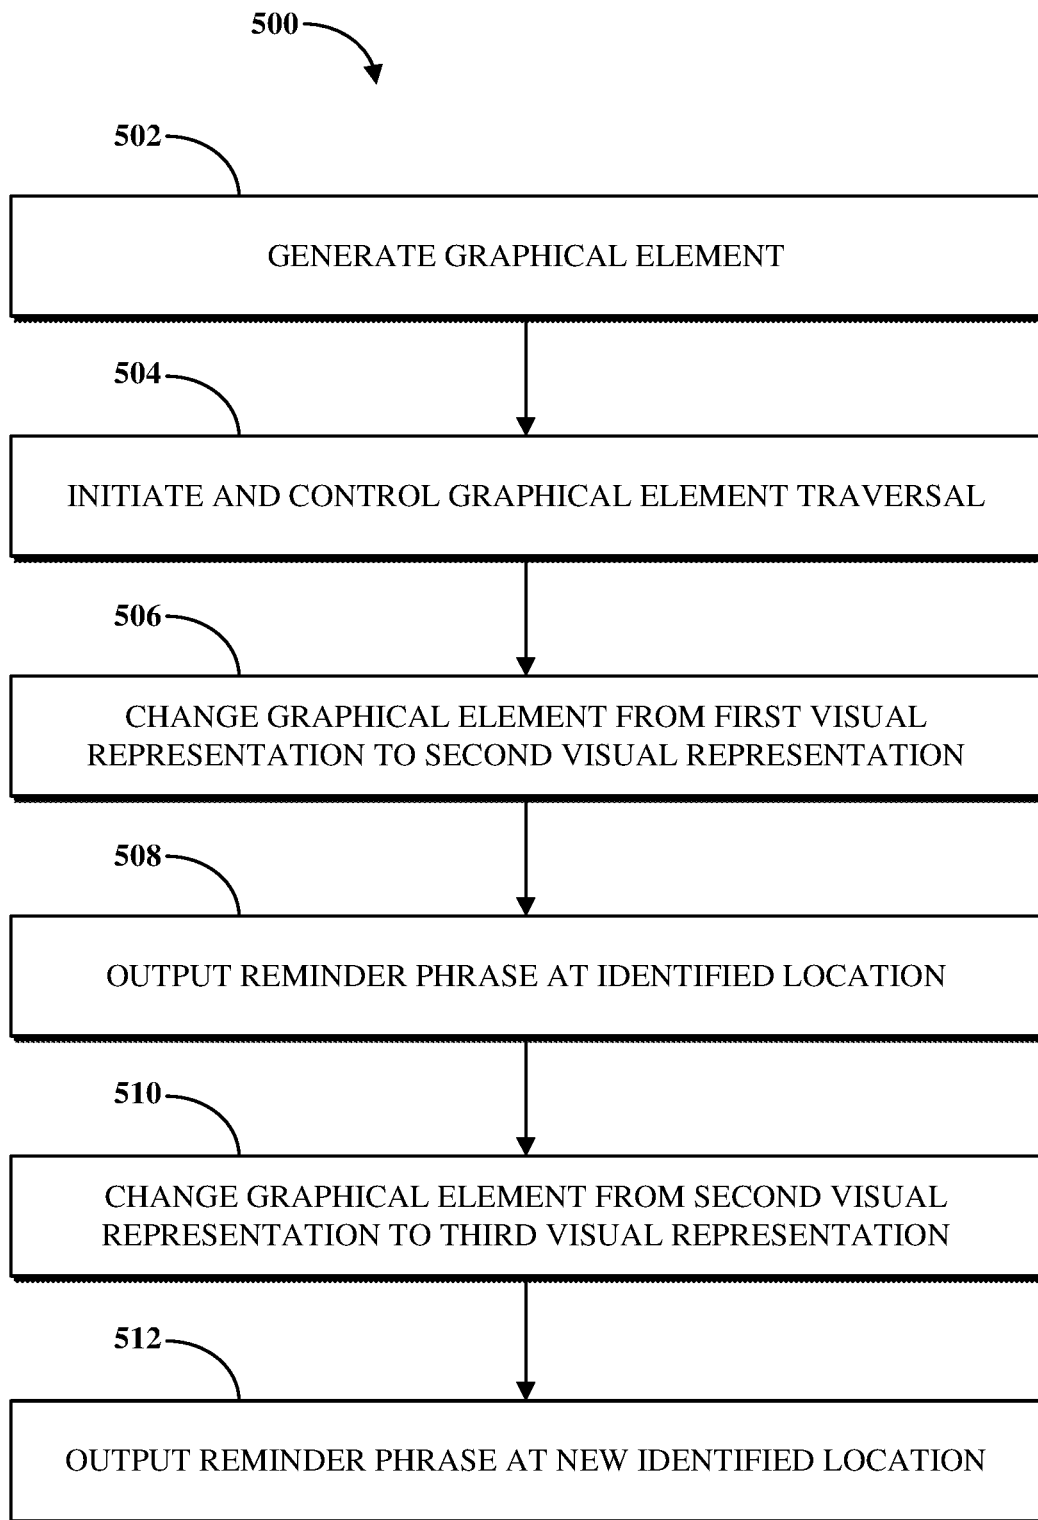 500
502
GENERATE GRAPHICAL ELEMENT
504
INITIATE AND CONTROL GRAPHICAL ELEMENT TRAVERSAL
506
CHANGE GRAPHICAL ELEMENT FROM FIRST VISUAL
REPRESENTATION TO SECOND VISUAL REPRESENTATION
508
OUTPUT REMINDER PHRASE AT IDENTIFIED LOCATION
510
CHANGE GRAPHICAL ELEMENT FROM SECOND VISUAL
REPRESENTATION TO THIRD VISUAL REPRESENTATION
512
OUTPUT REMINDER PHRASE AT NEW IDENTIFIED LOCATION